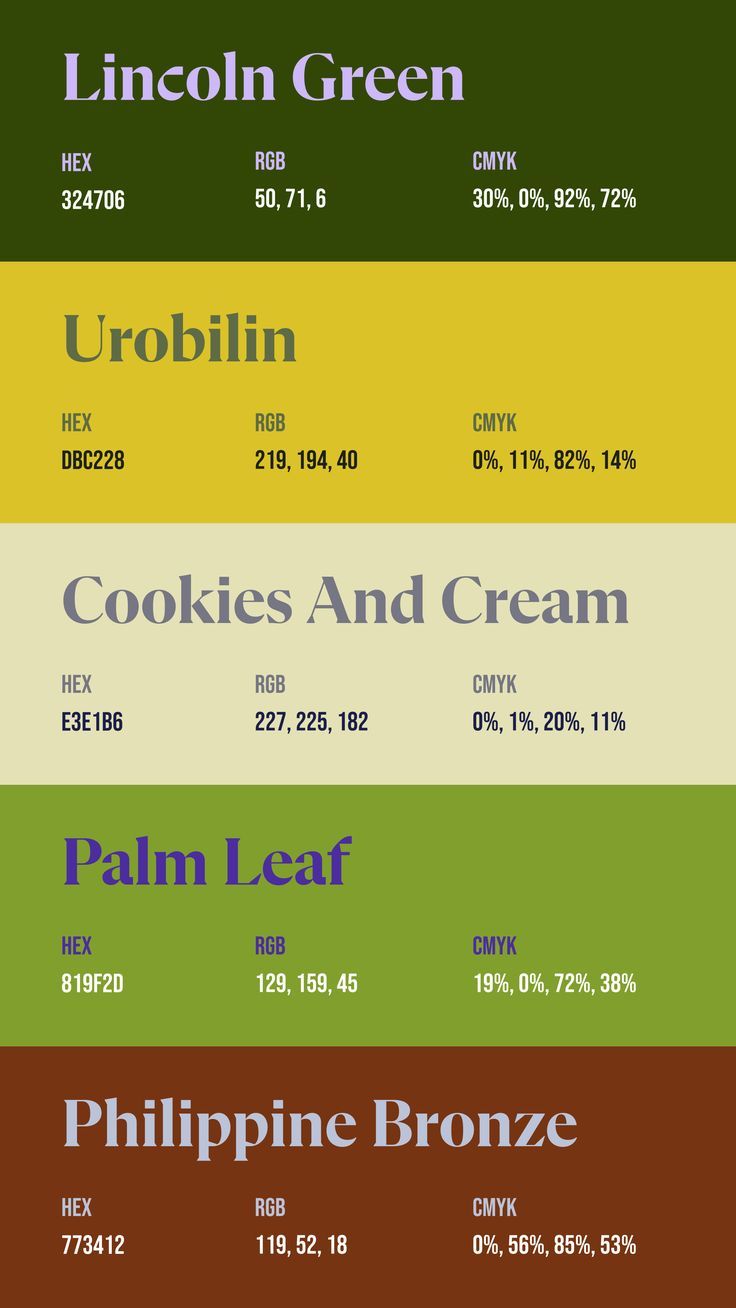 Lincoln Green
HEX RGB CMYK
324706 50, 71, 6 30%, 0%, 92%, 72%
Urobilin
HEX RGB CMYK
DBC228 219, 194, 40 0%, 11%, 82%, 14%
Cookies And Cream
HEX RGB CMYK
E3E1B6 227, 225, 182 0%, 1%, 20%, 11%
Palm Leaf
HEX RGB CMYK
819F2D 129, 159, 45 19%, 0%, 72%, 38%
Philippine Bronze
HEX RGB CMYK
773412 119, 52, 18 0%, 56%, 85%, 53%